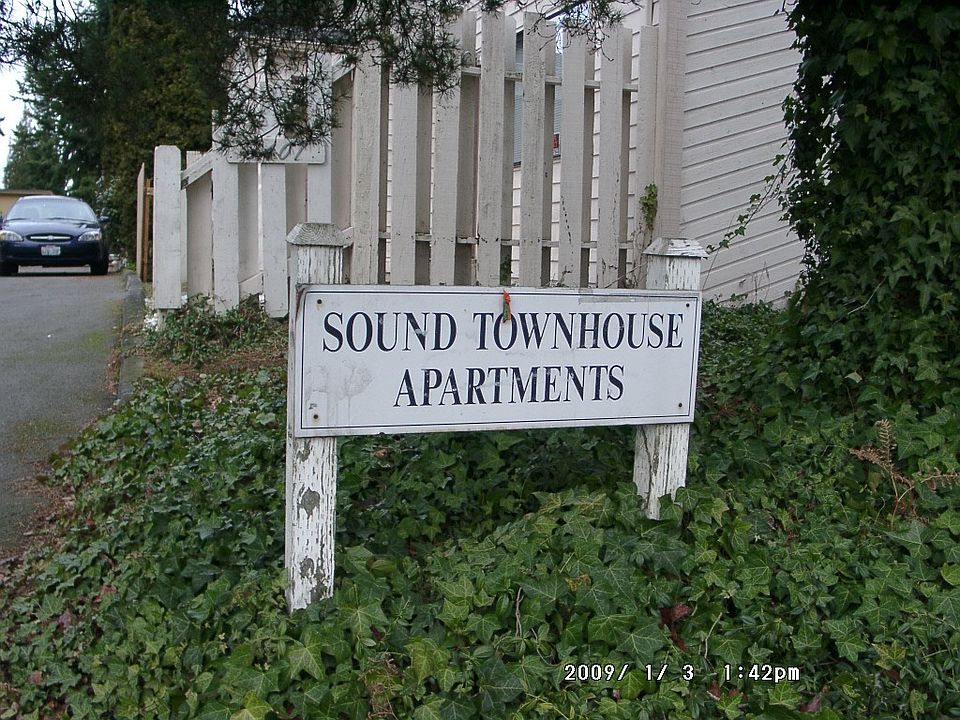 SOUND TOWNHOUSE
APARTMENTS
2009/ 1/ 3 1:42pm